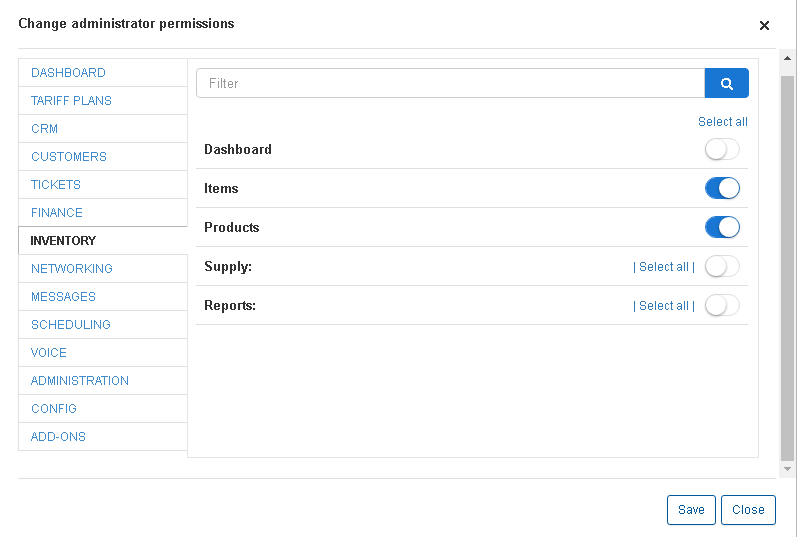 Change administrator permissions
DASHBOARD
TARIFF PLANS
CRM
CUSTOMERS
TICKETS
FINANCE
INVENTORY
NETWORKING
MESSAGES
SCHEDULING
VOICE
ADMINISTRATION
CONFIG
ADD-ONS
Filter
Select all
Dashboard
Items
Products
Supply: | Select all |
Reports: | Select all |
Save Close